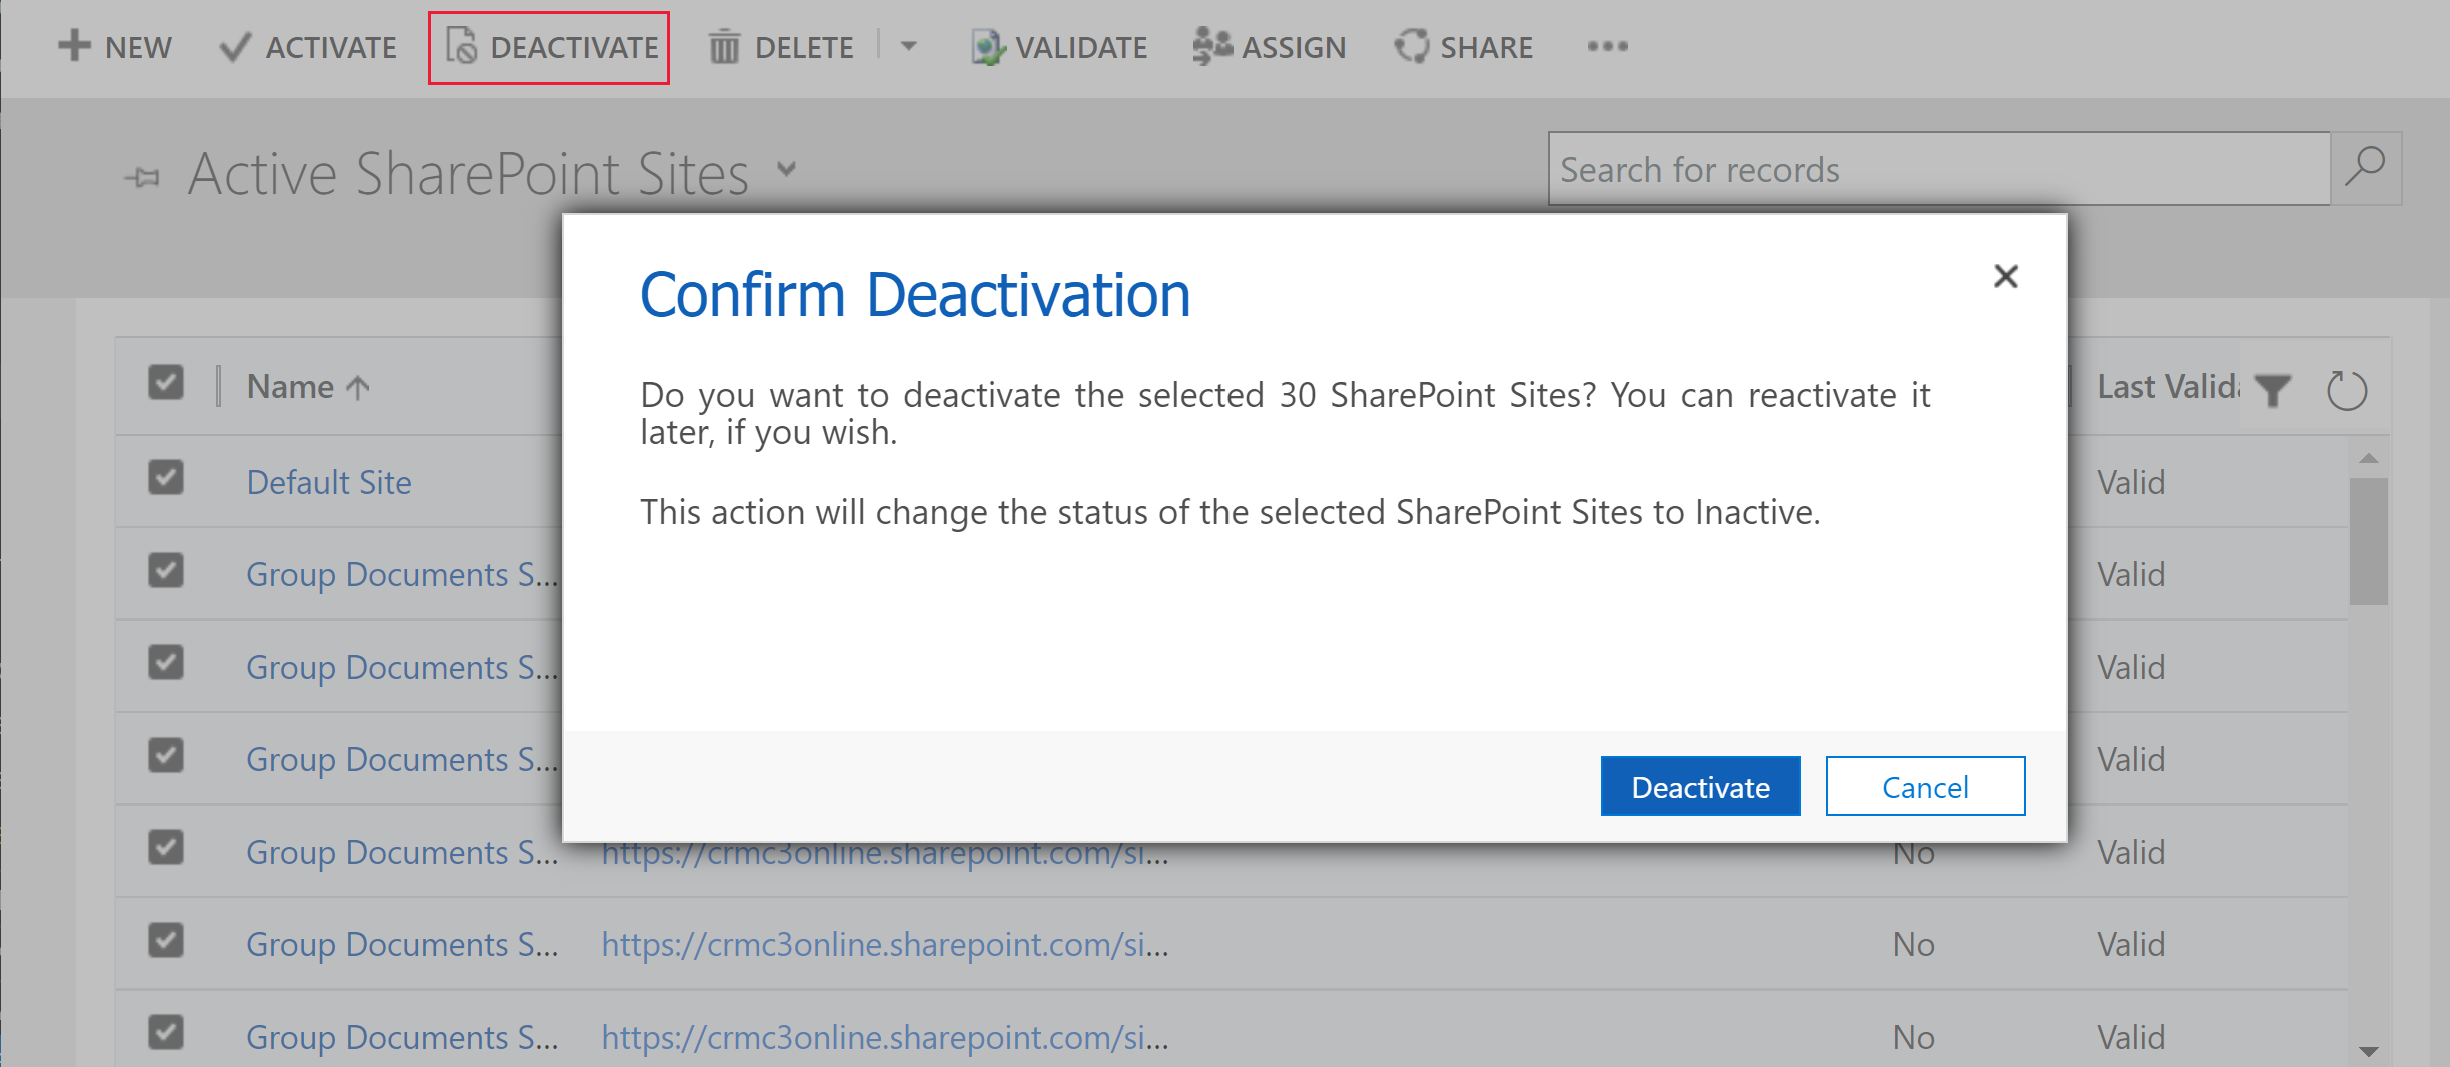 NEW ACTIVATE DEACTIVATE DELETE VALIDATE ASSIGN SHARE
Active SharePoint Sites
Search for records
Confirm Deactivation
Do you want to deactivate the selected 30 SharePoint Sites? You can reactivate it
later, if you wish.
This action will change the status of the selected SharePoint Sites to Inactive.
Deactivate Cancel
Name Last Valida
Default Site Valid
Group Documents S... Valid
Group Documents S... Valid
Group Documents S... Valid
Group Documents S... https://crmc3online.sharepoint.com/si... No Valid
Group Documents S... https://crmc3online.sharepoint.com/si... No Valid
Group Documents S... https://crmc3online.sharepoint.com/si... No Valid